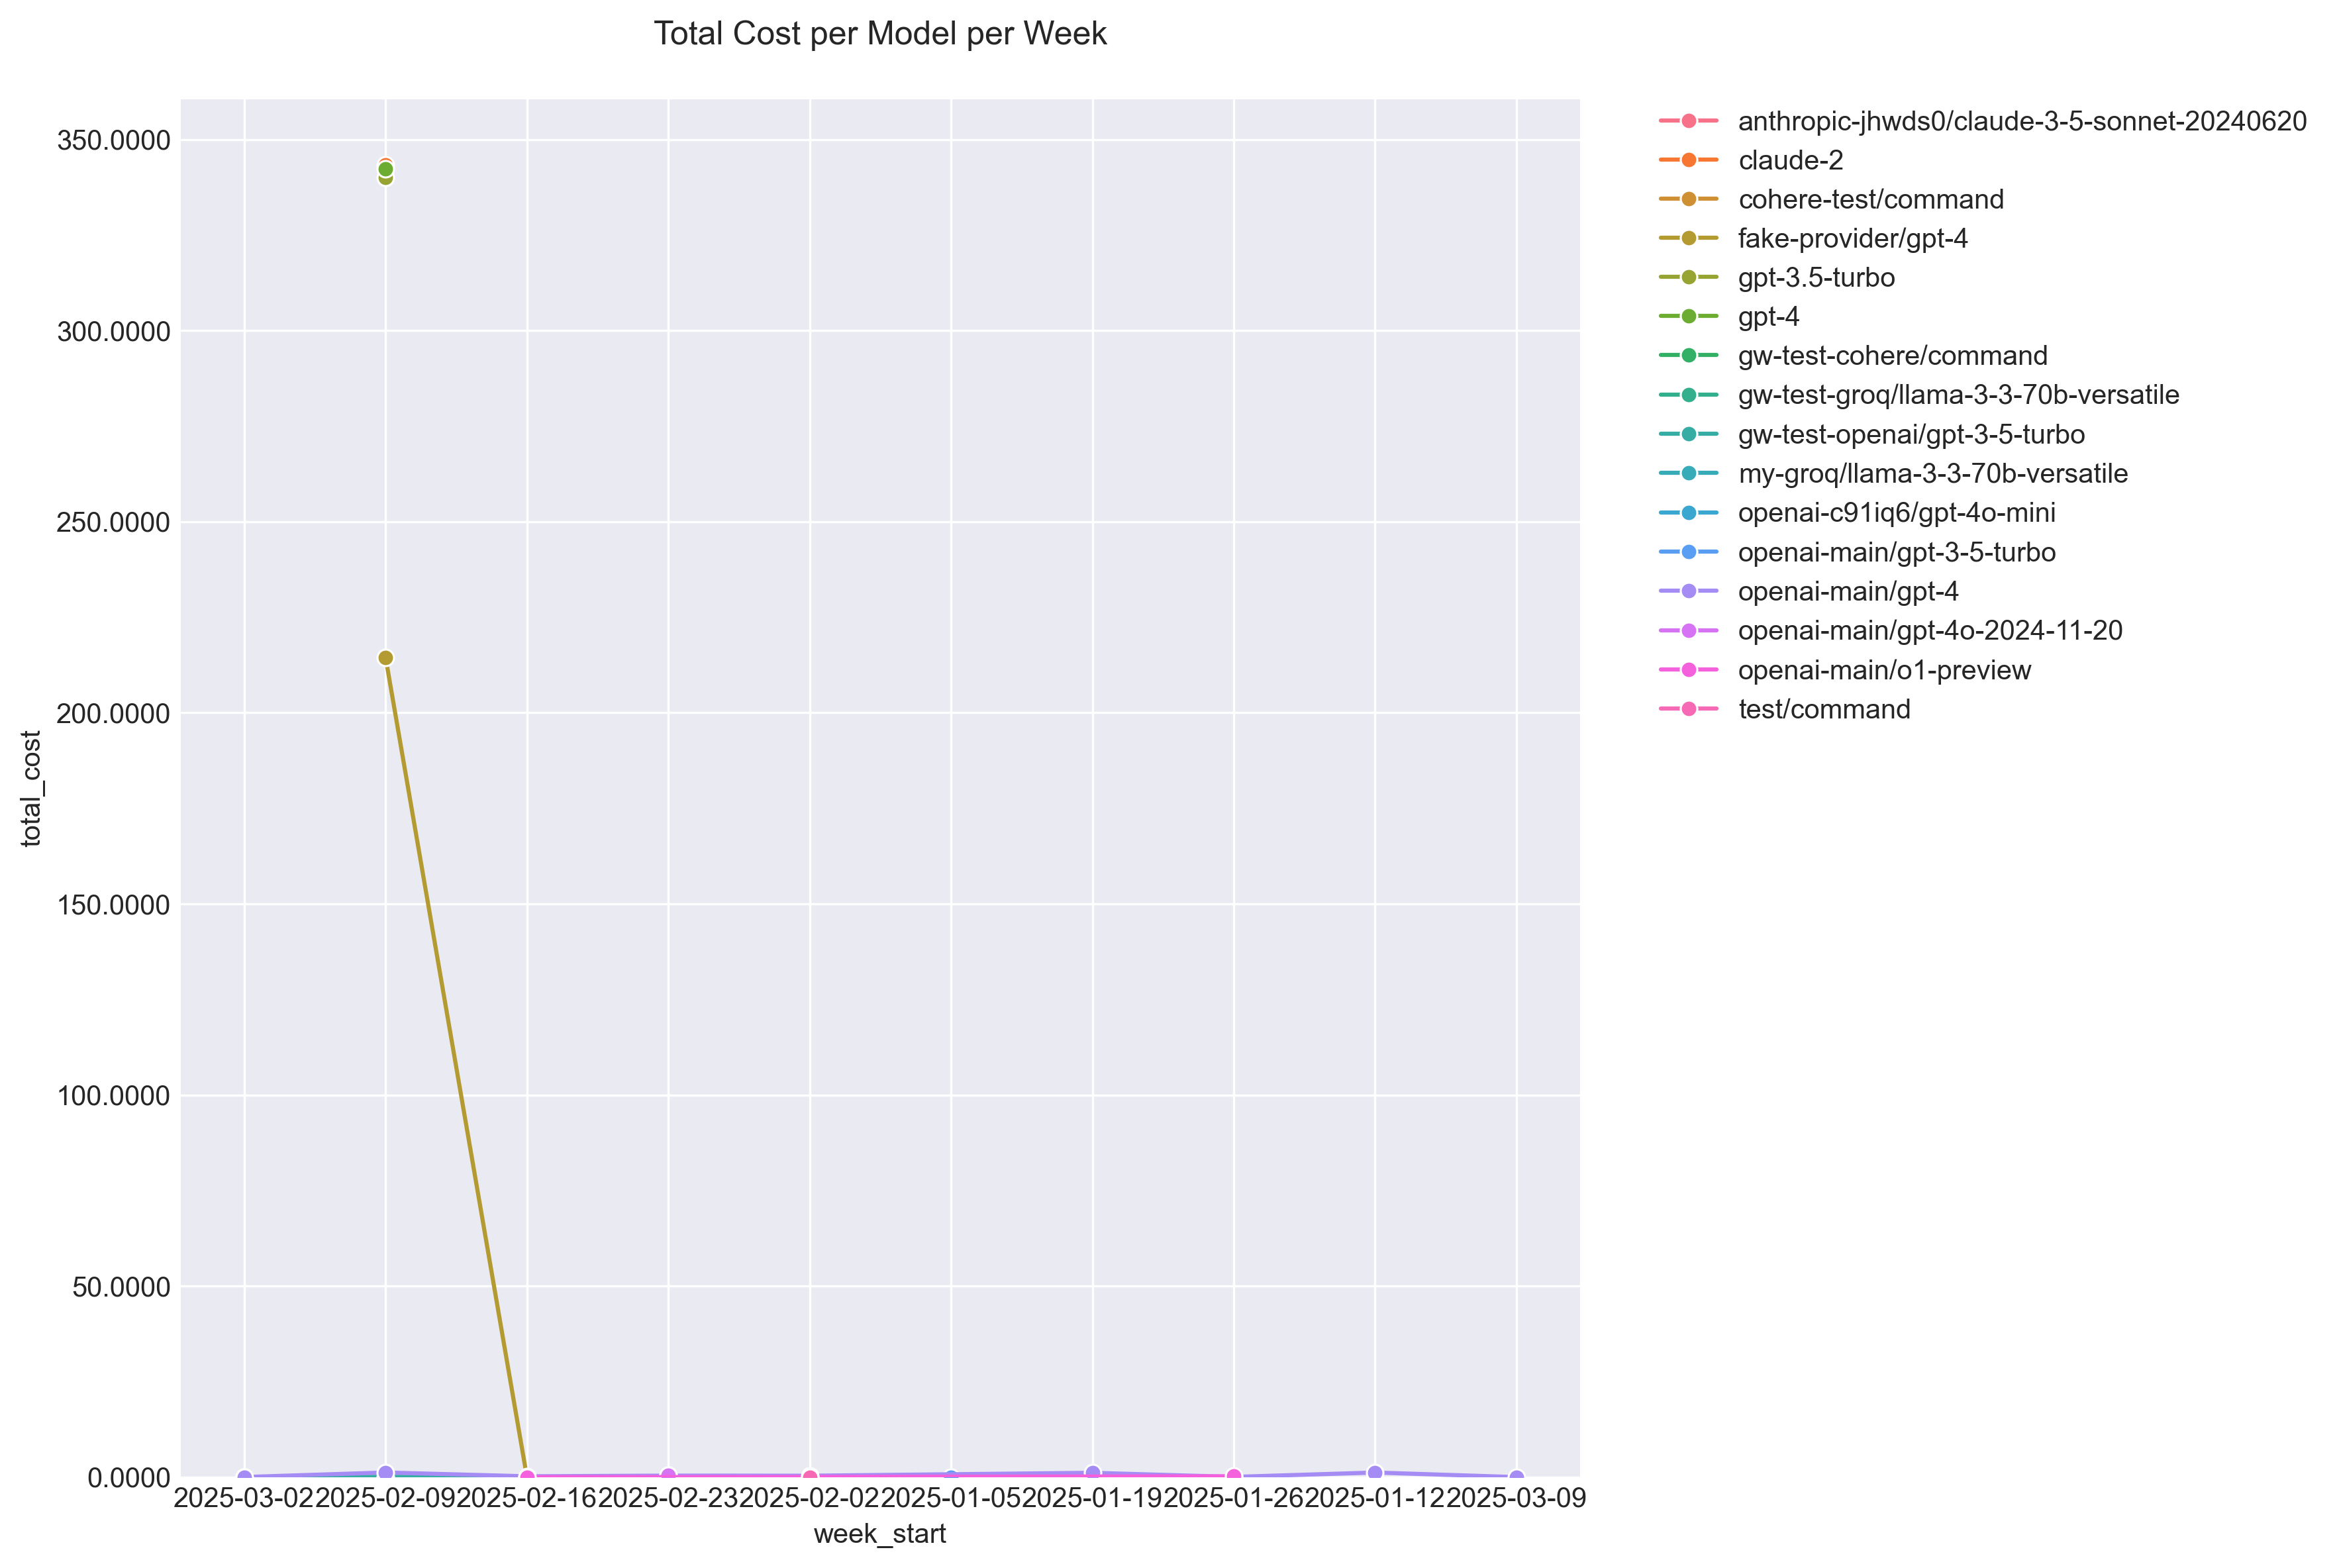 Total Cost per Model per Week
350.0000
300.0000
250.0000
200.0000
150.0000
100.0000
50.0000
0.0000
total_cost
2025-03-02
2025-02-09
2025-02-16
2025-02-23
2025-02-02
2025-01-05
2025-01-19
2025-01-26
2025-01-12
2025-03-09
week_start
anthropic-jhwds0/claude-3-5-sonnet-20240620
claude-2
cohere-test/command
fake-provider/gpt-4
gpt-3.5-turbo
gpt-4
gw-test-cohere/command
gw-test-groq/llama-3-3-70b-versatile
gw-test-openai/gpt-3-5-turbo
my-groq/llama-3-3-70b-versatile
openai-c91iq6/gpt-4o-mini
openai-main/gpt-3-5-turbo
openai-main/gpt-4
openai-main/gpt-4o-2024-11-20
openai-main/o1-preview
test/command